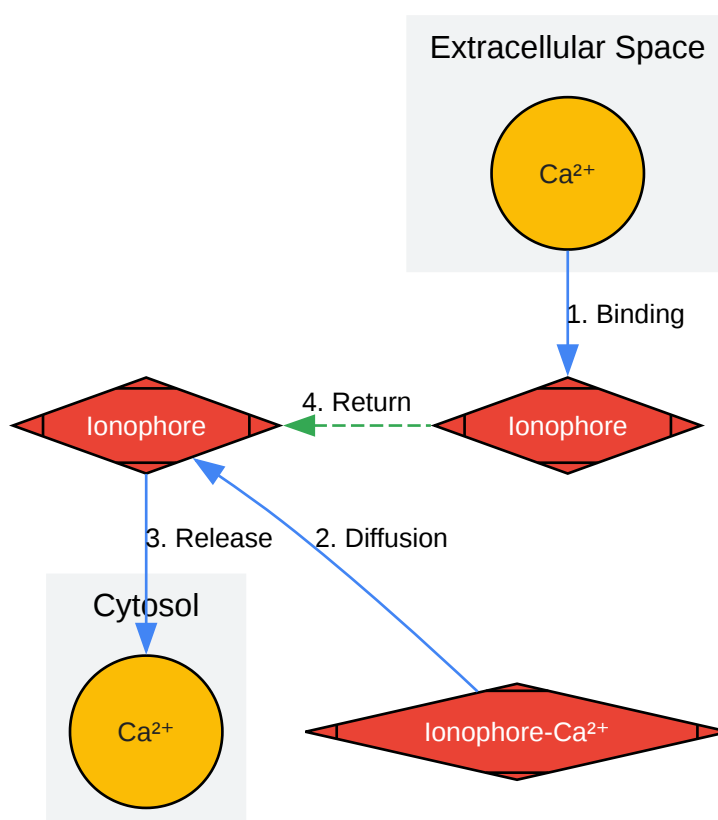 Extracellular Space
Ca²⁺
1. Binding
4. Return
Ionophore
Ionophore
3. Release
2. Diffusion
Cytosol
Ca²⁺
Ionophore-Ca²⁺